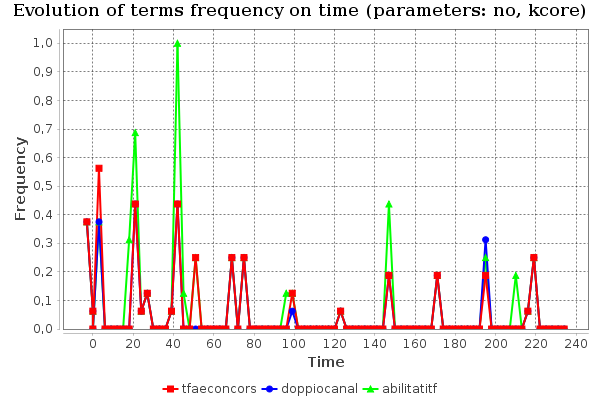 Evolution of terms frequency on time (parameters: no, kcore)
1,0
0,9
0,8
0,7
0,6
0,5
0,4
0,3
0,2
0,1
0,0
Frequency
0 20 40 60 80 100 120 140 160 180 200 220 240
Time
tfaeconcors doppiocanal abilitatitf